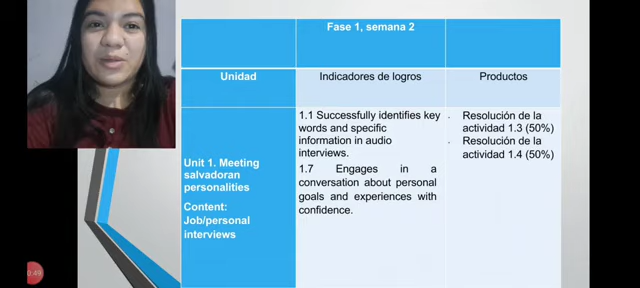 Fase 1, semana 2
Unidad
Indicadores de logros
Productos
Unit 1. Meeting
salvadoran
personalities
Content:
Job/personal
interviews
1.1 Successfully identifies key
words and specific
information in audio
interviews.
1.7 Engages in a
conversation about personal
goals and experiences with
confidence.
Resolución de la
actividad 1.3 (50%)
Resolución de la
actividad 1.4 (50%)
0:49